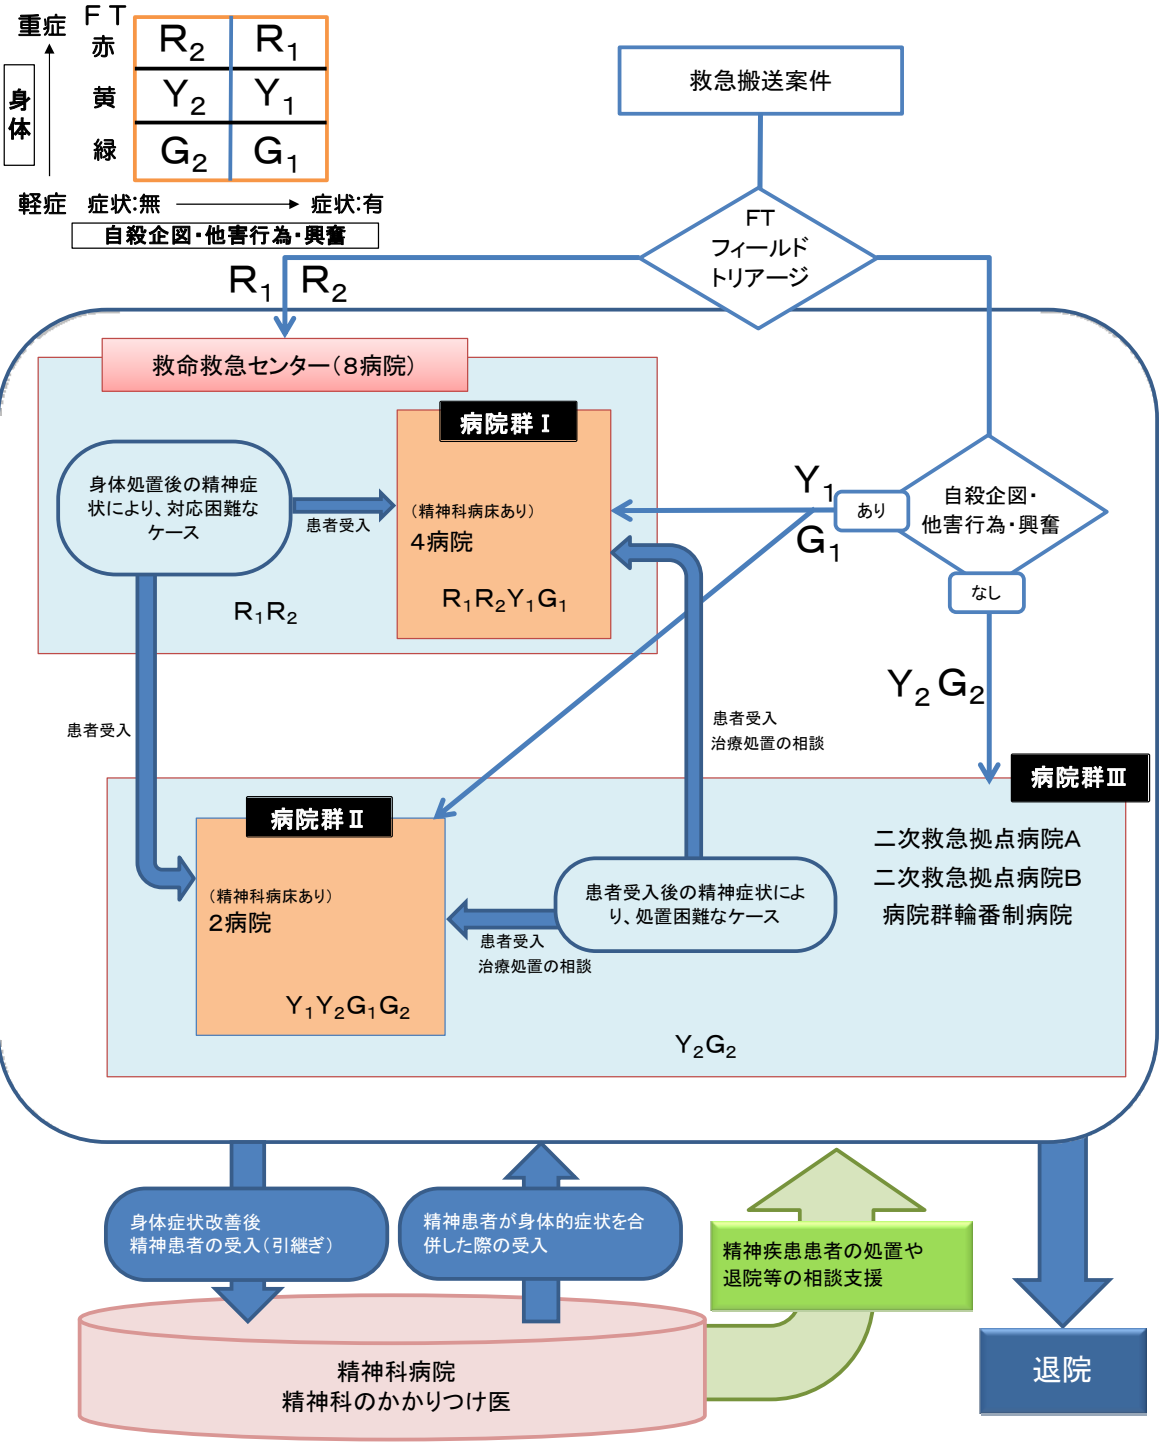 重症
ＦＴ
赤
黄
緑
R₂
R₁
Y₂
Y₁
G₂
G₁
身体
軽症
症状:無
症状:有
自殺企図・他害行為・興奮
救急搬送案件
ＦＴ
フィールド
トリアージ
R₁
R₂
救命救急センター（８病院）
病院群Ⅰ
身体処置後の精神症
状により、対応困難な
ケース
患者受入
（精神科病床あり）
４病院
R₁R₂Y₁G₁
R₁R₂
Y₁
G₁
あり
自殺企図・
他害行為・興奮
なし
Y₂ G₂
患者受入
患者受入
治療処置の相談
病院群Ⅲ
病院群Ⅱ
（精神科病床あり）
２病院
Y₁Y₂G₁G₂
患者受入後の精神症状によ
り、処置困難なケース
患者受入
治療処置の相談
二次救急拠点病院Ａ
二次救急拠点病院Ｂ
病院群輪番制病院
Y₂G₂
身体症状改善後
精神患者の受入（引継ぎ）
精神患者が身体的症状を合
併した際の受入
精神疾患患者の処置や
退院等の相談支援
精神科病院
精神科のかかりつけ医
退院